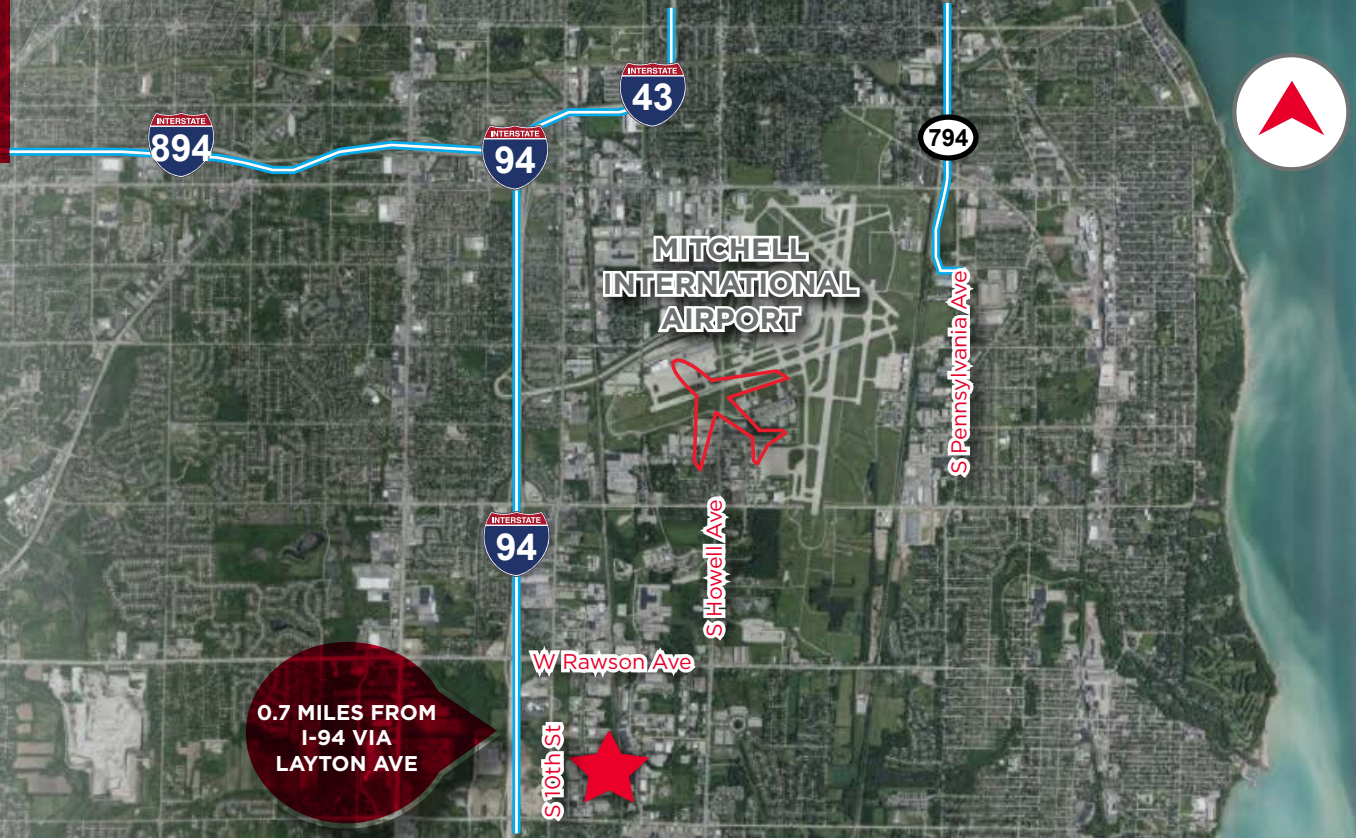 INTERSTATE
43
INTERSTATE
894
INTERSTATE
94
794
MITCHELL
INTERNATIONAL
AIRPORT
S Pennsylvania Ave
INTERSTATE
94
S Howell Ave
W Rawson Ave
0.7 MILES FROM
I-94 VIA
LAYTON AVE
S 10th St